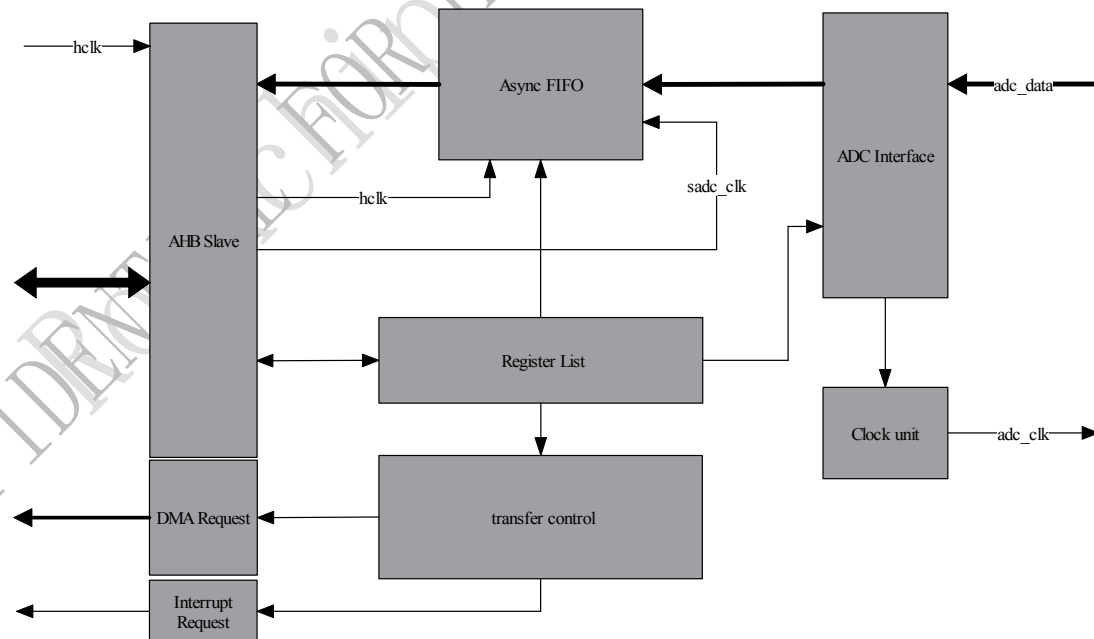 hclk
Async FIFO
adc_data
ADC Interface
sadc_clk
hclk
AHB Slave
Register List
Clock unit
adc_clk
DMA Request
transfer control
Interrupt
Request